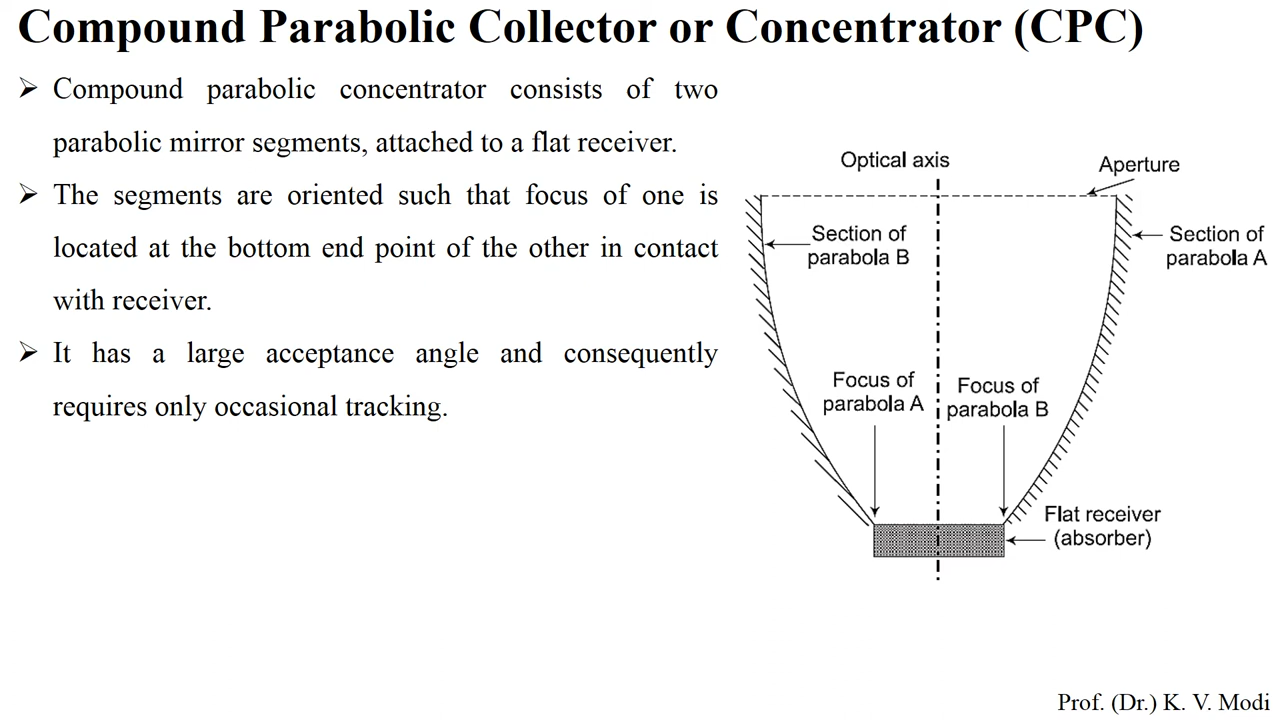 Compound Parabolic Collector or Concentrator (CPC)
➢ Compound parabolic concentrator consists of two
parabolic mirror segments, attached to a flat receiver.
➢ The segments are oriented such that focus of one is
located at the bottom end point of the other in contact
with receiver.
➢ It has a large acceptance angle and consequently
requires only occasional tracking.
Optical axis
Aperture
Section of
parabola B
Section of
parabola A
Focus of
parabola A
Focus of
parabola B
Flat receiver
(absorber)
Prof. (Dr.) K. V. Modi